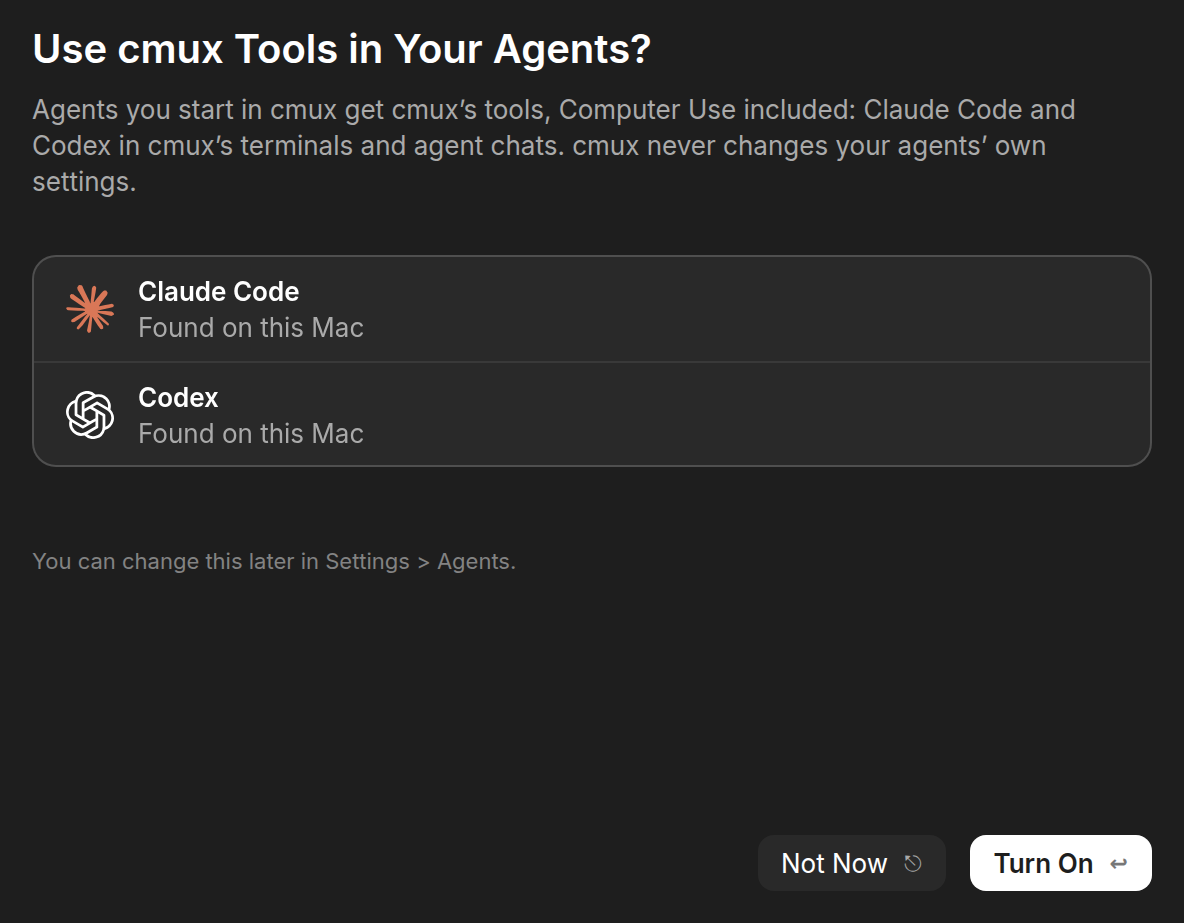 Use cmux Tools in Your Agents?
Agents you start in cmux get cmux’s tools, Computer Use included: Claude Code and
Codex in cmux’s terminals and agent chats. cmux never changes your agents’ own
settings.
Claude Code
Found on this Mac
Codex
Found on this Mac
You can change this later in Settings > Agents.
Not Now ⎋
Turn On ↩